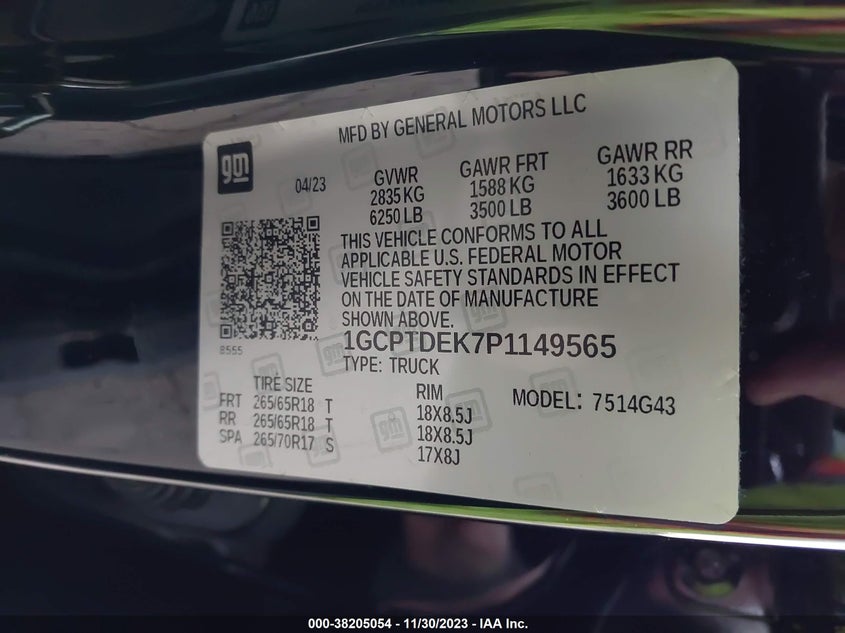 MFD BY GENERAL MOTORS LLC
gm
04/23
GVWR
2835 KG
6250 LB
GAWR FRT
1588 KG
3500 LB
GAWR RR
1633 KG
3600 LB
THIS VEHICLE CONFORMS TO ALL
APPLICABLE U.S. FEDERAL MOTOR
VEHICLE SAFETY STANDARDS IN EFFECT
ON THE DATE OF MANUFACTURE
SHOWN ABOVE.
8555
1GCPTDEK7P1149565
TYPE: TRUCK
TIRE SIZE
FRT 265/65R18 T
RR 265/65R18 T
SPA 265/70R17 S
RIM
18X8.5J
18X8.5J
17X8J
MODEL: 7514G43
000-38205054 - 11/30/2023 - IAA Inc.